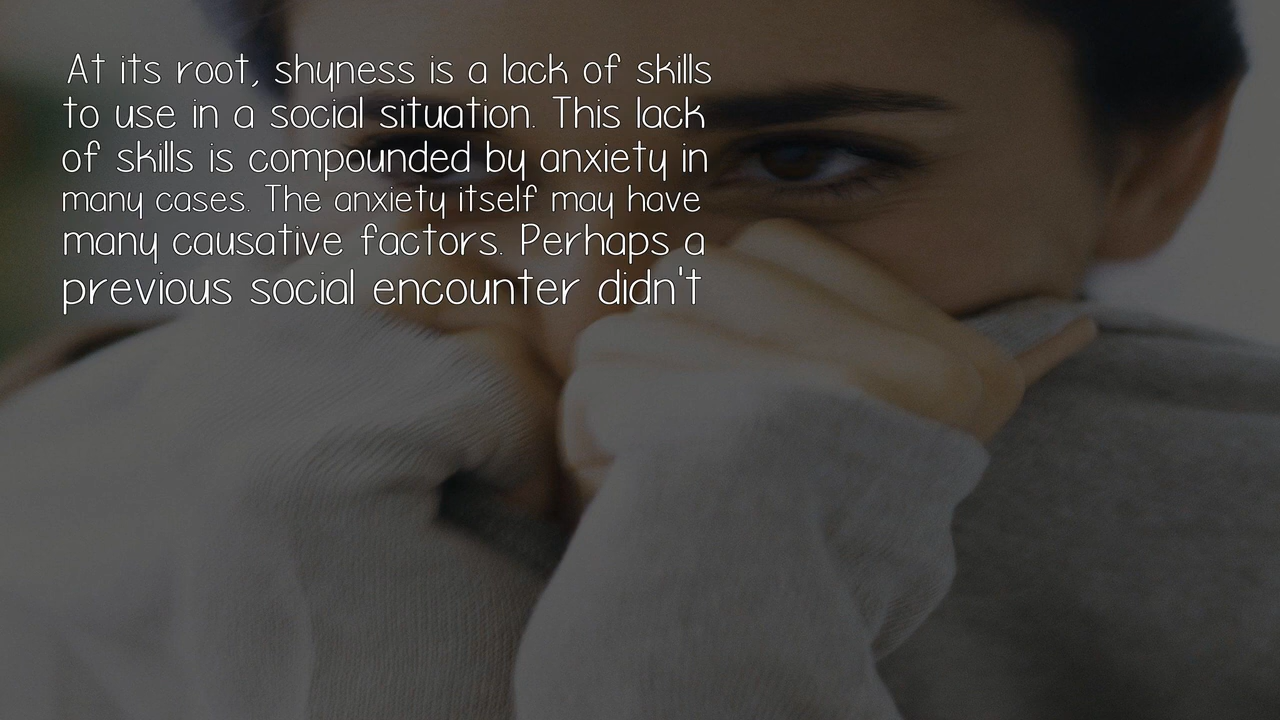 At its root, shyness is a lack of skills
to use in a social situation. This lack
of skills is compounded by anxiety in
many cases. The anxiety itself may have
many causative factors. Perhaps a
previous social encounter didn't